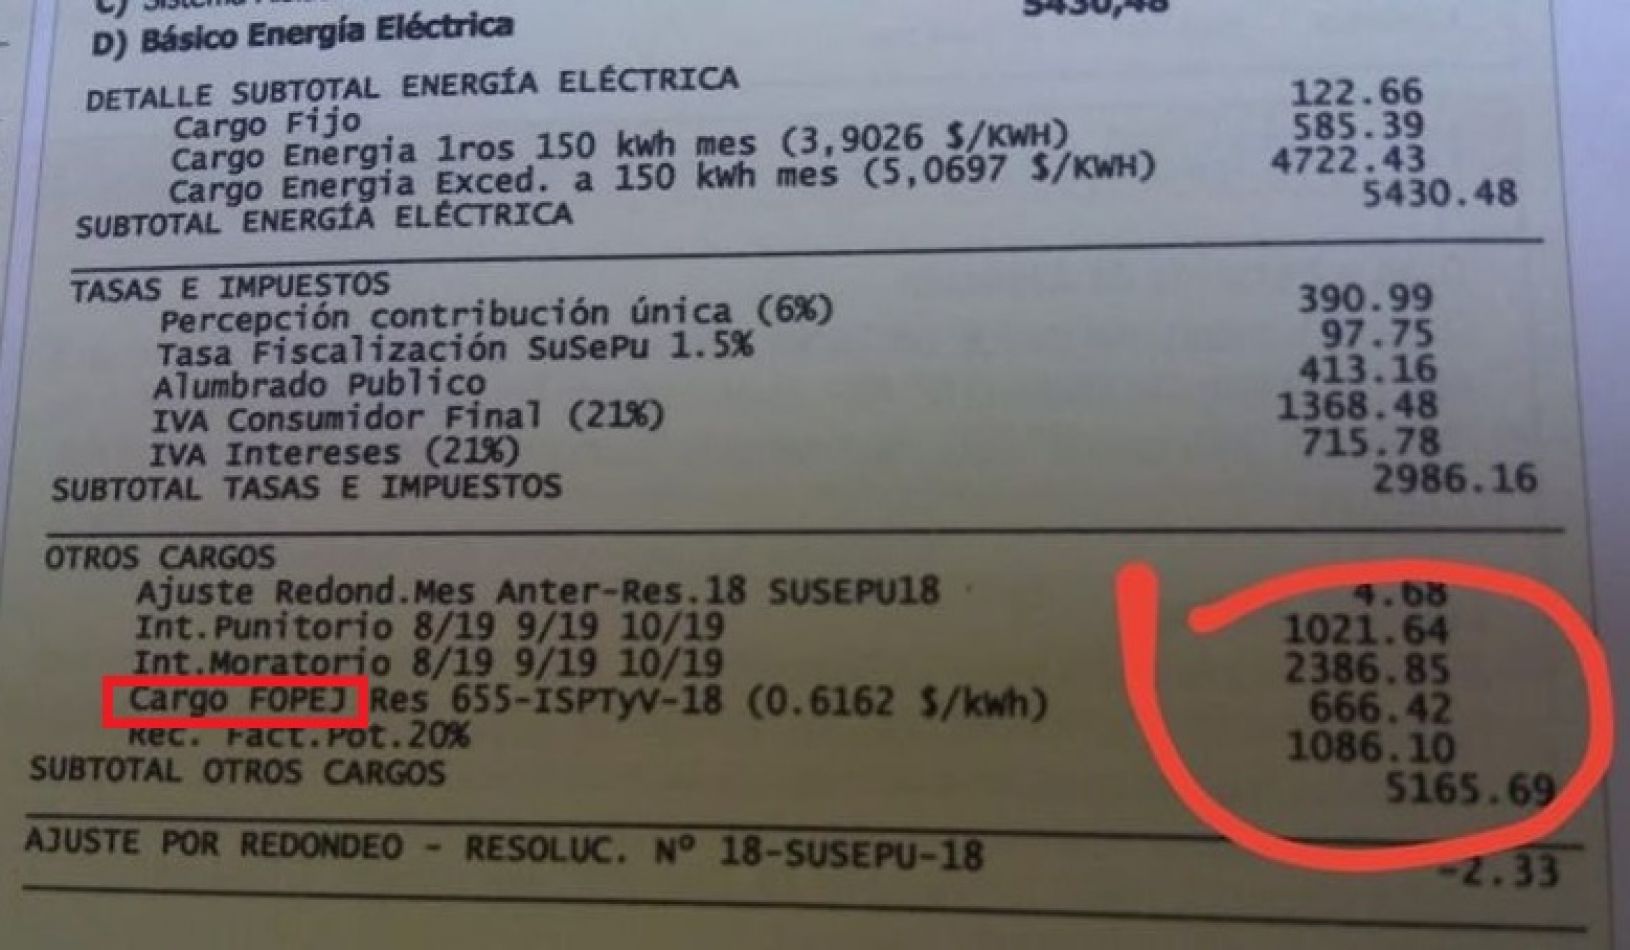 D) Básico Energía Eléctrica
5430,48
DETALLE SUBTOTAL ENERGÍA ELÉCTRICA
Cargo Fijo 122.66
Cargo Energia 1ros 150 kwh mes (3,9026 $/KWH) 585.39
Cargo Energia Exced. a 150 kwh mes (5,0697 $/KWH) 4722.43
SUBTOTAL ENERGÍA ELÉCTRICA 5430.48
TASAS E IMPUESTOS
Percepción contribución única (6%) 390.99
Tasa Fiscalización SuSePu 1.5% 97.75
Alumbrado Publico 413.16
IVA Consumidor Final (21%) 1368.48
IVA Intereses (21%) 715.78
SUBTOTAL TASAS E IMPUESTOS 2986.16
OTROS CARGOS
Ajuste Redond.Mes Anter-Res.18 SUSEPU18 4.68
Int.Punitorio 8/19 9/19 10/19 1021.64
Int.Moratorio 8/19 9/19 10/19 2386.85
Cargo FOPEJ Res 655-ISPTyV-18 (0.6162 $/kwh) 666.42
Rec. Fact.Pot.20% 1086.10
SUBTOTAL OTROS CARGOS 5165.69
AJUSTE POR REDONDEO - RESOLUC. Nº 18-SUSEPU-18 -2.33